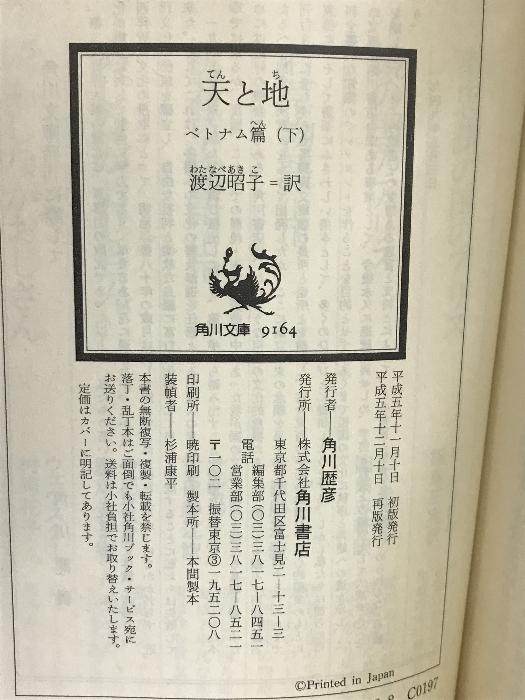 てん ち
天と地
へん
ベトナム篇（下）
わたなべあきこ
渡辺昭子＝訳
角川文庫 9164
平成五年十一月十日 初版発行
平成五年十二月十日 再版発行
発行者──角川歴彦
発行所──株式会社角川書店
東京都千代田区富士見二─十三─三
電話
編集部（〇三）三八一七─八四五一
営業部（〇三）三八一七─八五二一
〒一〇二 振替東京③一九五二〇八
印刷所──暁印刷 製本所──本間製本
装幀者──杉浦康平
本書の無断複写・複製・転載を禁じます。
落丁・乱丁本はご面倒でも小社角川ブック・サービス宛に
お送りください。送料は小社負担でお取り替えいたします。
定価はカバーに明記してあります。
©Printed in Japan
C0197